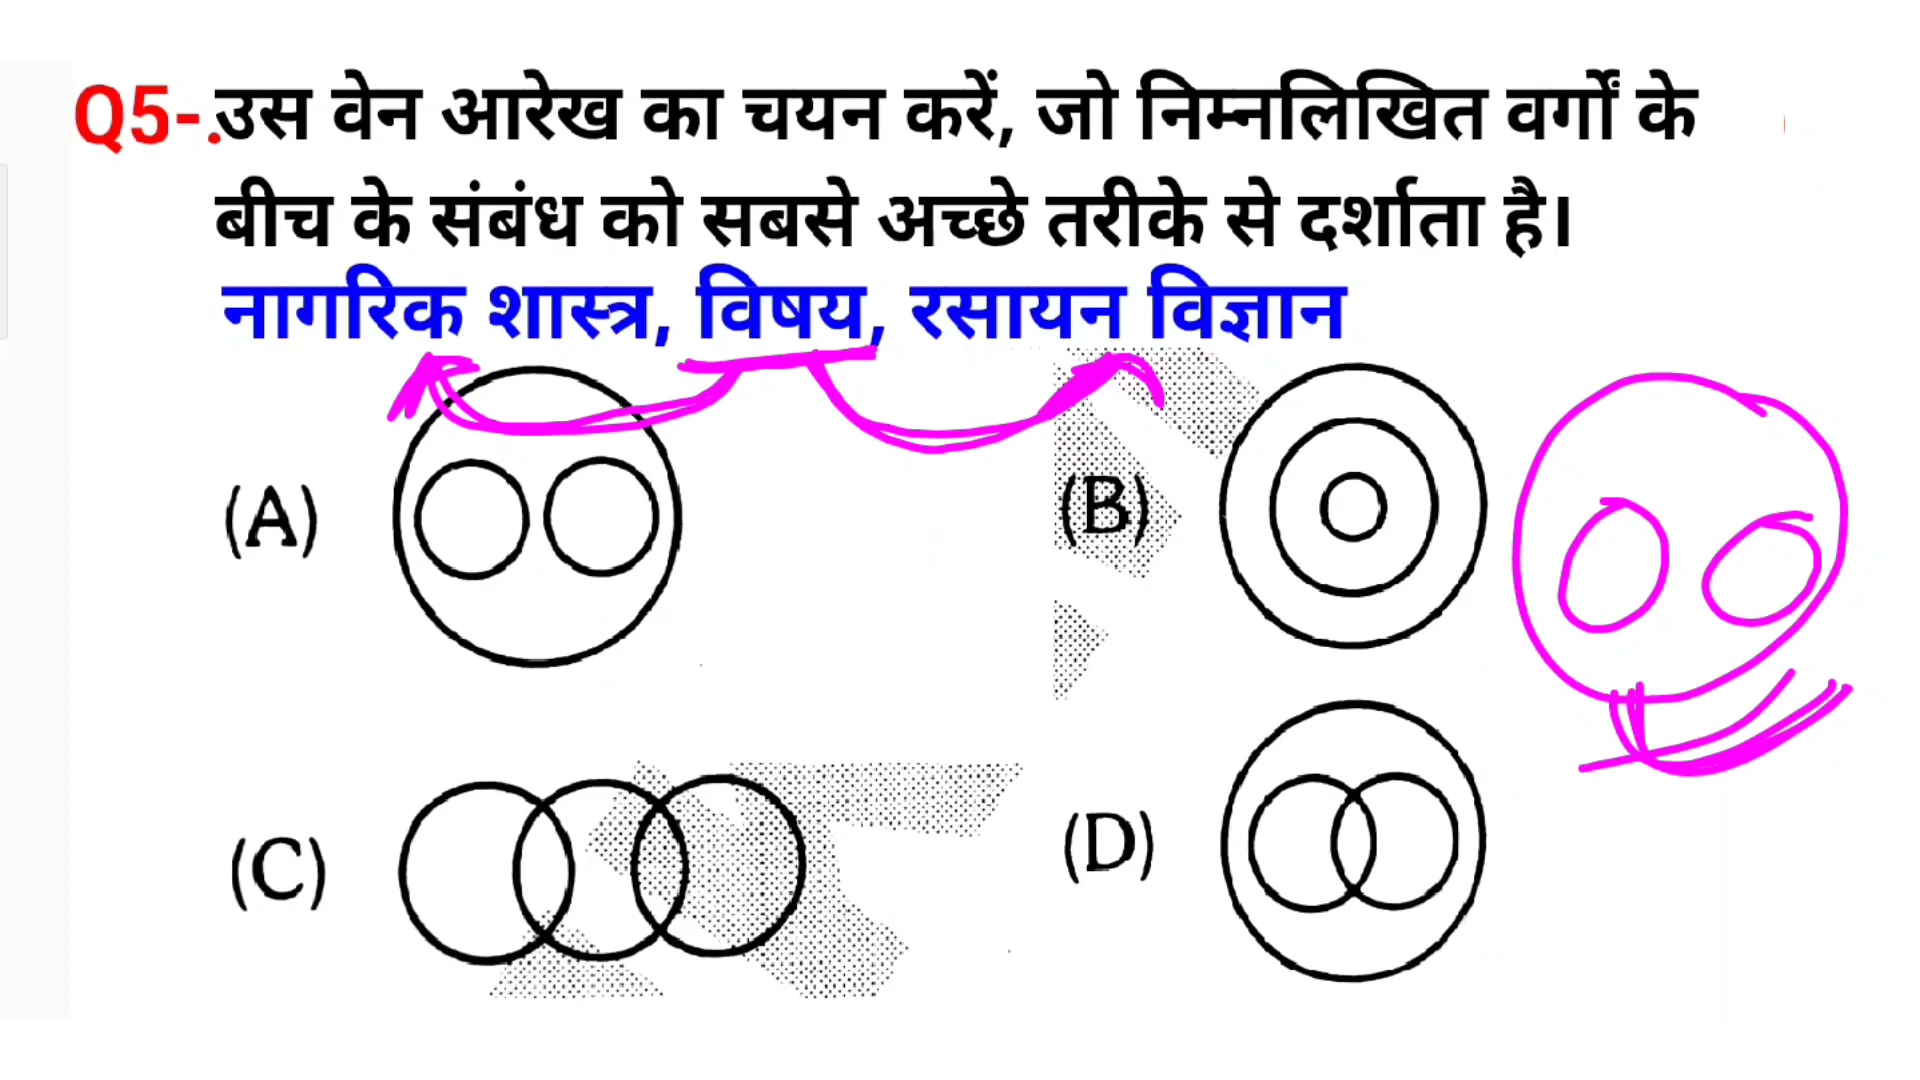 Q5-.उस वेन आरेख का चयन करें, जो निम्नलिखित वर्गों के
बीच के संबंध को सबसे अच्छे तरीके से दर्शाता है।
नागरिक शास्त्र, विषय, रसायन विज्ञान
(A)
(B)
(C)
(D)